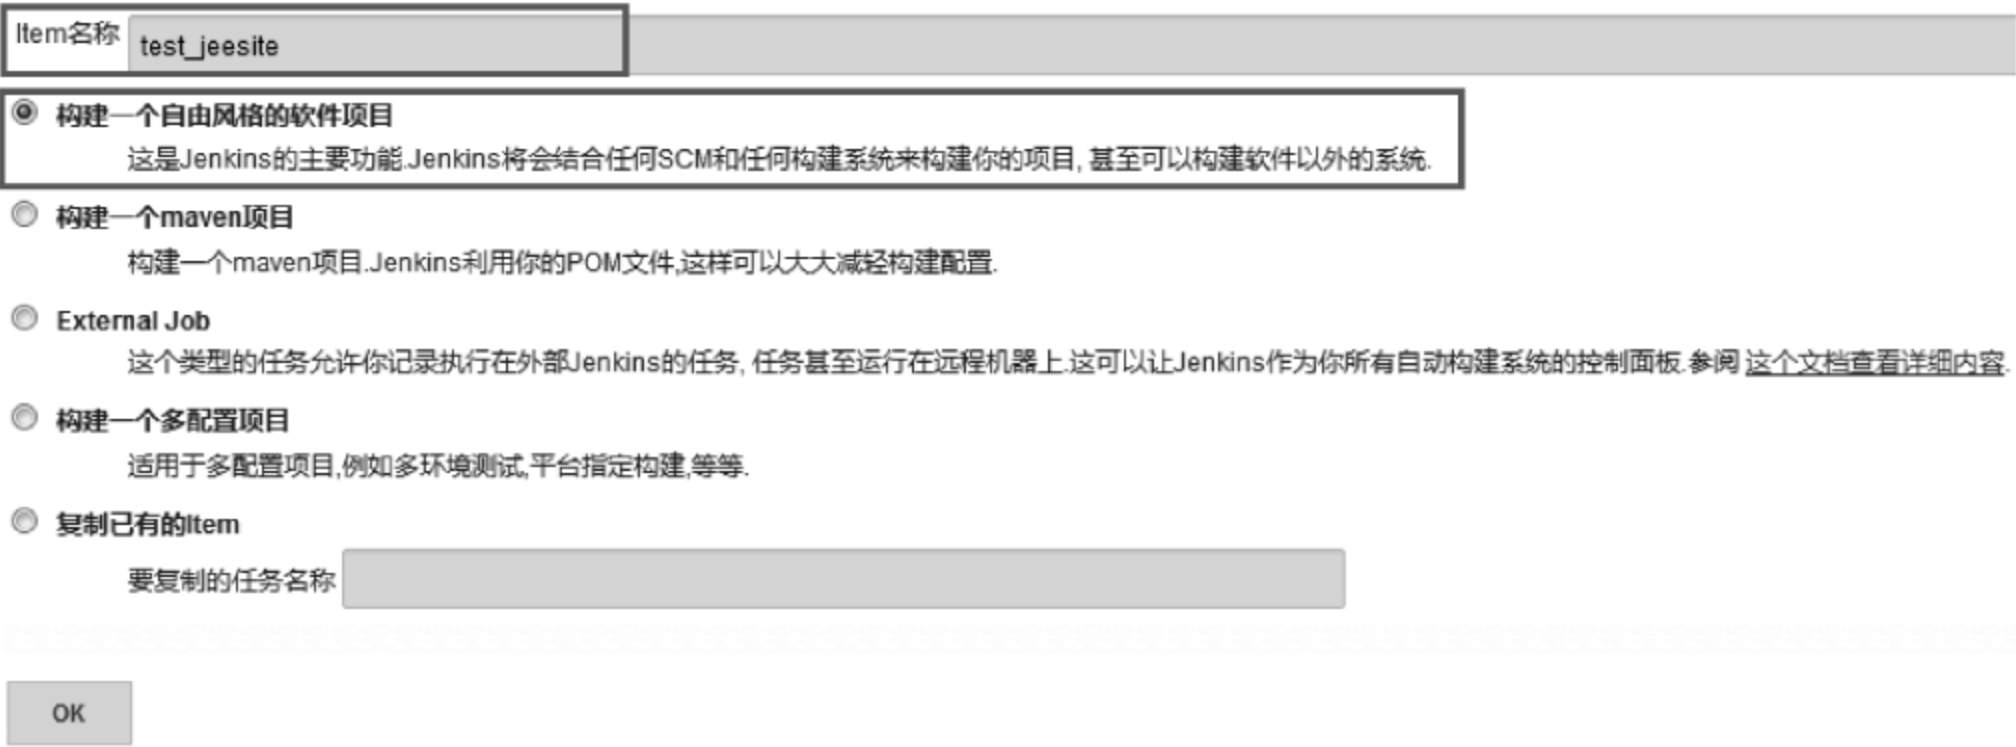 Item名称 test_jeesite
构建一个自由风格的软件项目
这是Jenkins的主要功能.Jenkins将会结合任何SCM和任何构建系统来构建你的项目, 甚至可以构建软件以外的系统.
构建一个maven项目
构建一个maven项目.Jenkins利用你的POM文件,这样可以大大减轻构建配置.
External Job
这个类型的任务允许你记录执行在外部Jenkins的任务, 任务甚至运行在远程机器上.这可以让Jenkins作为你所有自动构建系统的控制面板.参阅 这个文档查看详细内容.
构建一个多配置项目
适用于多配置项目,例如多环境测试,平台指定构建,等等.
复制已有的Item
要复制的任务名称
OK